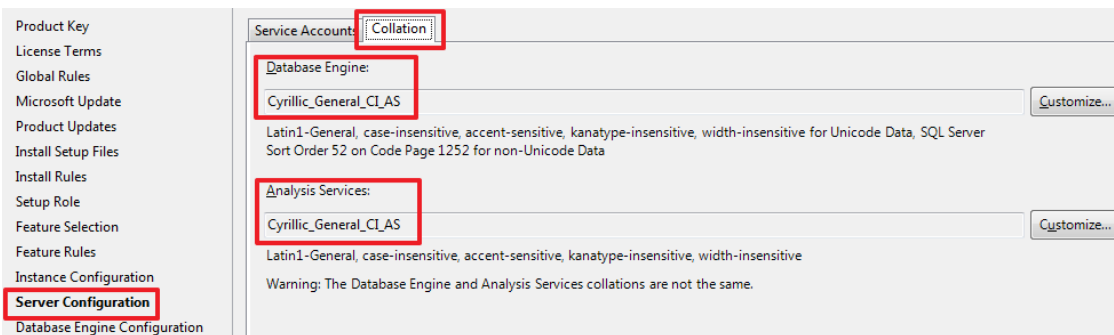 Product Key
License Terms
Global Rules
Microsoft Update
Product Updates
Install Setup Files
Install Rules
Setup Role
Feature Selection
Feature Rules
Instance Configuration
Server Configuration
Database Engine Configuration
Service Accounts
Collation
Database Engine:
Cyrillic_General_CI_AS
Customize...
Latin1-General, case-insensitive, accent-sensitive, kanatype-insensitive, width-insensitive for Unicode Data, SQL Server
Sort Order 52 on Code Page 1252 for non-Unicode Data
Analysis Services:
Cyrillic_General_CI_AS
Customize...
Latin1-General, case-insensitive, accent-sensitive, kanatype-insensitive, width-insensitive
Warning: The Database Engine and Analysis Services collations are not the same.